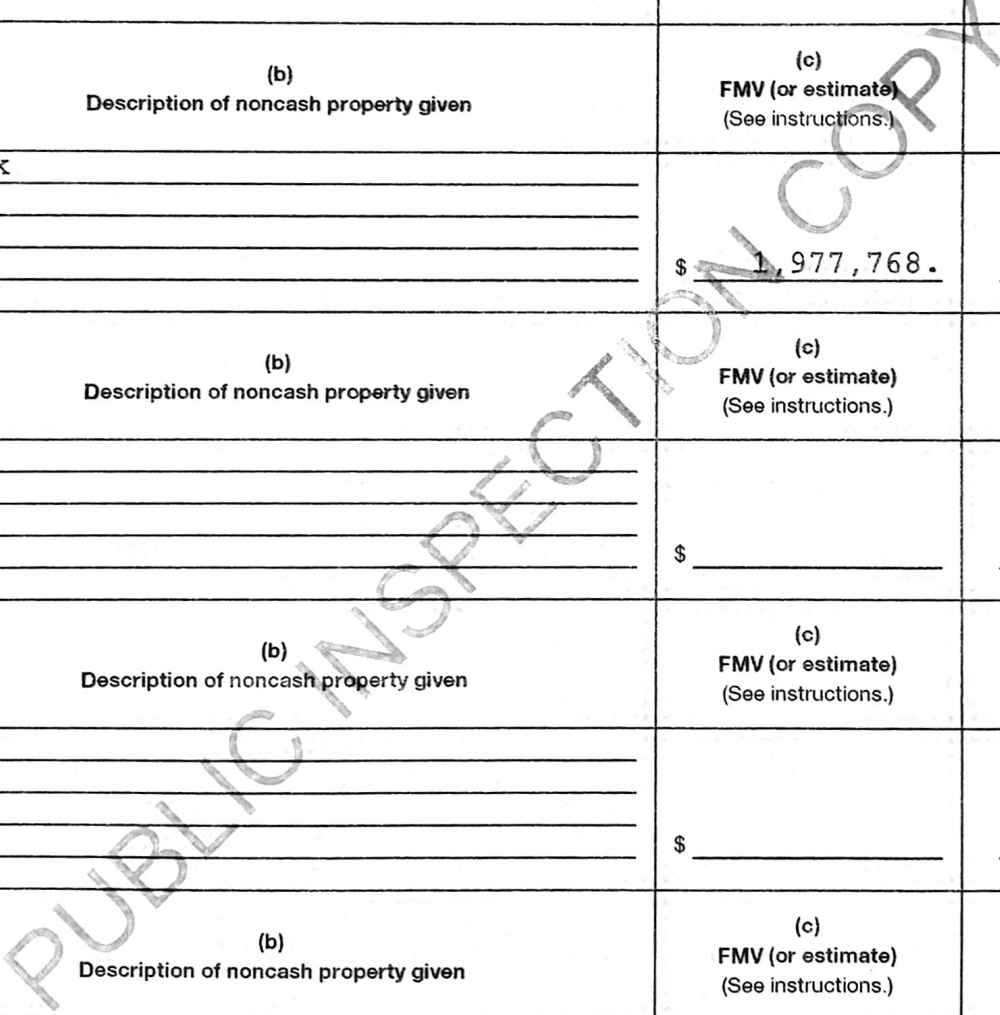 (b)
Description of noncash property given
(c)
FMV (or estimate)
(See instructions.)
K
$ 1,977,768.
(b)
Description of noncash property given
(c)
FMV (or estimate)
(See instructions.)
$
(b)
Description of noncash property given
(c)
FMV (or estimate)
(See instructions.)
$
(b)
Description of noncash property given
(c)
FMV (or estimate)
(See instructions.)
PUBLIC INSPECTION COPY